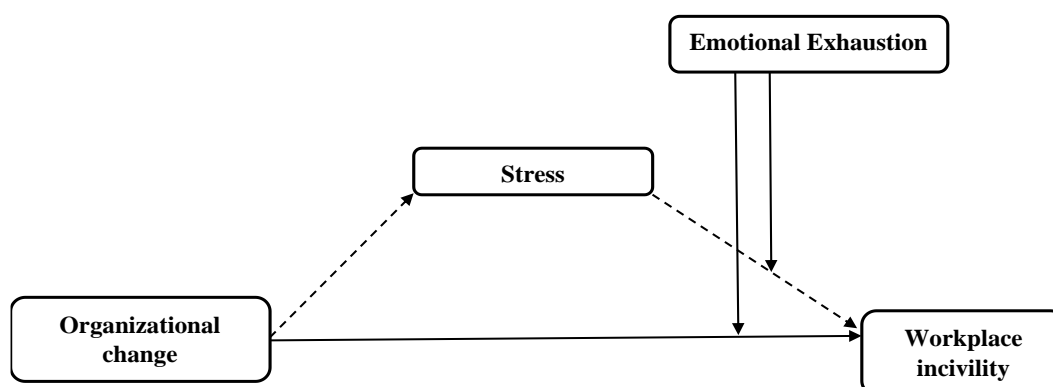 Emotional Exhaustion
Stress
Organizational
change
Workplace
incivility